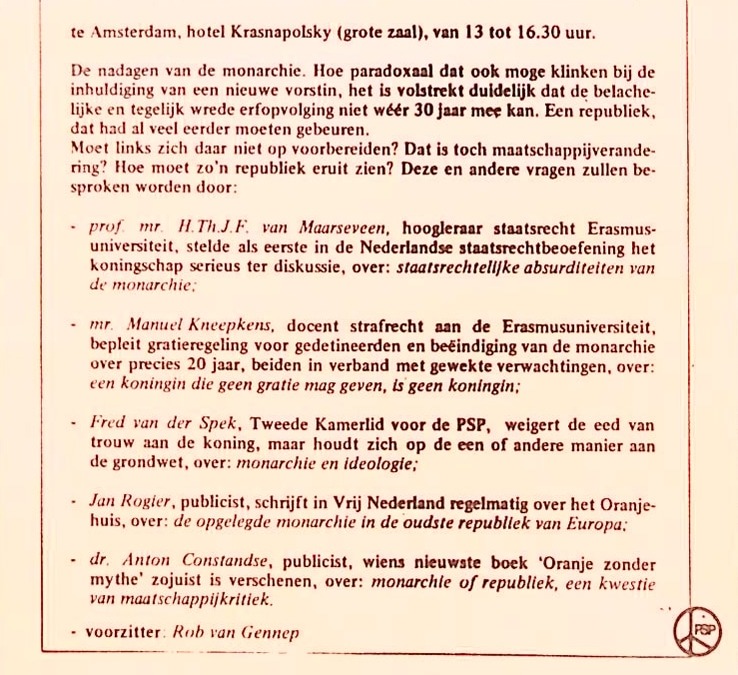 te Amsterdam, hotel Krasnapolsky (grote zaal), van 13 tot 16.30 uur.
De nadagen van de monarchie. Hoe paradoxaal dat ook moge klinken bij de
inhuldiging van een nieuwe vorstin, het is volstrekt duidelijk dat de belache-
lijke en tegelijk wrede erfopvolging niet wéér 30 jaar mee kan. Een republiek,
dat had al veel eerder moeten gebeuren.
Moet links zich daar niet op voorbereiden? Dat is toch maatschappijverande-
ring? Hoe moet zo'n republiek eruit zien? Deze en andere vragen zullen be-
sproken worden door:
- prof. mr. H.Th.J.F. van Maarseveen, hoogleraar staatsrecht Erasmus-
universiteit, stelde als eerste in de Nederlandse staatsrechtbeoefening het
koningschap serieus ter diskussie, over: staatsrechtelijke absurditeiten van
de monarchie;
- mr. Manuel Kneepkens, docent strafrecht aan de Erasmusuniversiteit,
bepleit gratieregeling voor gedetineerden en beëindiging van de monarchie
over precies 20 jaar, beiden in verband met gewekte verwachtingen, over:
een koningin die geen gratie mag geven, is geen koningin;
- Fred van der Spek, Tweede Kamerlid voor de PSP, weigert de eed van
trouw aan de koning, maar houdt zich op de een of andere manier aan
de grondwet, over: monarchie en ideologie;
- Jan Rogier, publicist, schrijft in Vrij Nederland regelmatig over het Oranje-
huis, over: de opgelegde monarchie in de oudste republiek van Europa;
- dr. Anton Constandse, publicist, wiens nieuwste boek 'Oranje zonder
mythe' zojuist is verschenen, over: monarchie of republiek, een kwestie
van maatschappijkritiek.
- voorzitter: Rob van Gennep
PSP